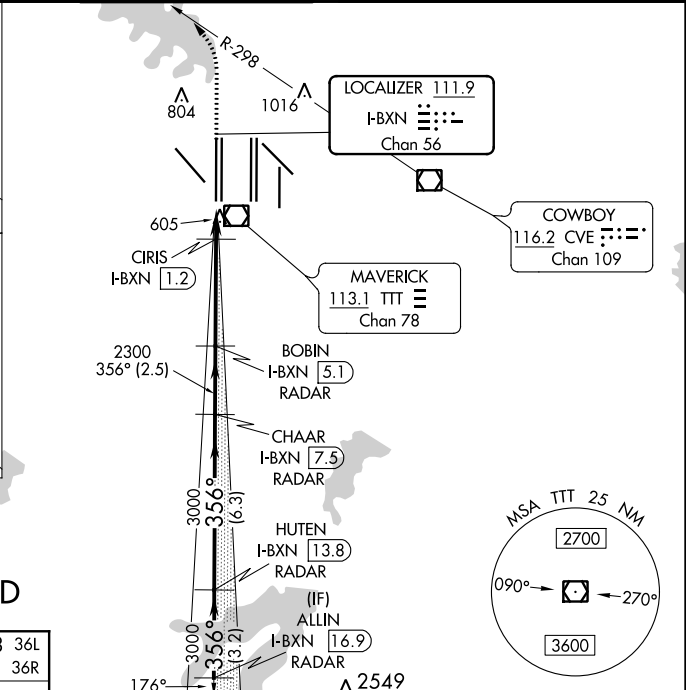 R-298
804
1016
LOCALIZER 111.9
I-BXN
Chan 56
COWBOY
116.2 CVE
Chan 109
605
CIRIS
I-BXN 1.2
MAVERICK
113.1 TTT
Chan 78
2300
356° (2.5)
BOBIN
I-BXN 5.1
RADAR
CHAAR
I-BXN 7.5
RADAR
3000
356°
(6.3)
HUTEN
I-BXN 13.8
RADAR
MSA TTT 25 NM
2700
090°
270°
3600
D
(IF)
ALLIN
I-BXN 16.9
RADAR
3000
356°
(3.2)
36L
36R
176°
2549